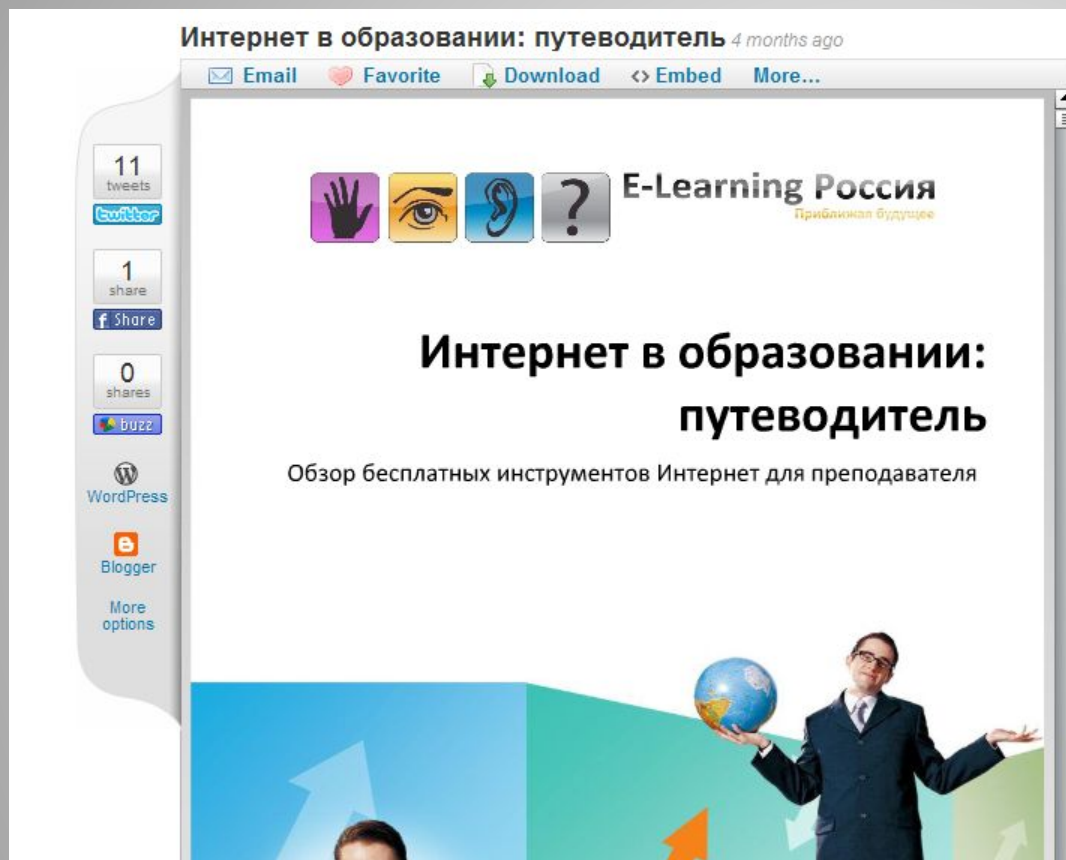 Интернет в образовании: путеводитель 4 months ago
Email Favorite Download <> Embed More...
11
tweets
twitter
1
share
f Share
0
shares
buzz
WordPress
Blogger
More
options
? E-Learning Россия
Приближая будущее
Интернет в образовании:
путеводитель
Обзор бесплатных инструментов Интернет для преподавателя